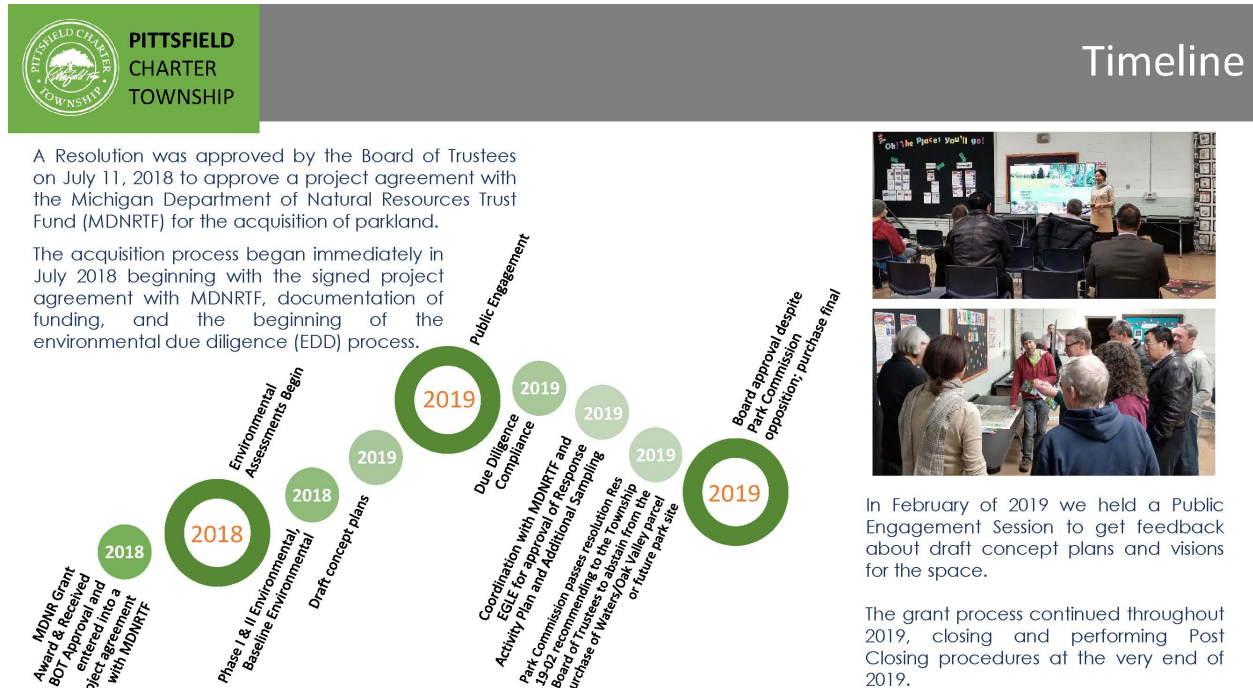 PITTSFIELD CHARTER
TOWNSHIP
PITTSFIELD
CHARTER
TOWNSHIP
Timeline
A Resolution was approved by the Board of Trustees
on July 11, 2018 to approve a project agreement with
the Michigan Department of Natural Resources Trust
Fund (MDNRTF) for the acquisition of parkland.
The acquisition process began immediately in
July 2018 beginning with the signed project
agreement with MDNRTF, documentation of
funding, and the beginning of the
environmental due diligence (EDD) process.
2018
MDNR Grant
Award & Received
BOT Approval and
entered into a
oject agreement
with MDNRTF
2018
Environmental
Assessments Begin
2018
Phase I & II Environmental,
Baseline Environmental
2019
Draft concept plans
2019
Public Engagement
2019
Due Diligence
Compliance
2019
Coordination with MDNRTF and
EGLE for approval of Response
Activity Plan and Additional Sampling
2019
Park Commission passes resolution Res
19-02 recommending to the Township
Board of Trustees to abstain from the
urchase of Waters/Oak Valley parcel
or future park site
2019
Board approval despite
Park Commission
opposition; purchase final
Oh! The Places You'll go!
In February of 2019 we held a Public
Engagement Session to get feedback
about draft concept plans and visions
for the space.
The grant process continued throughout
2019, closing and performing Post
Closing procedures at the very end of
2019.